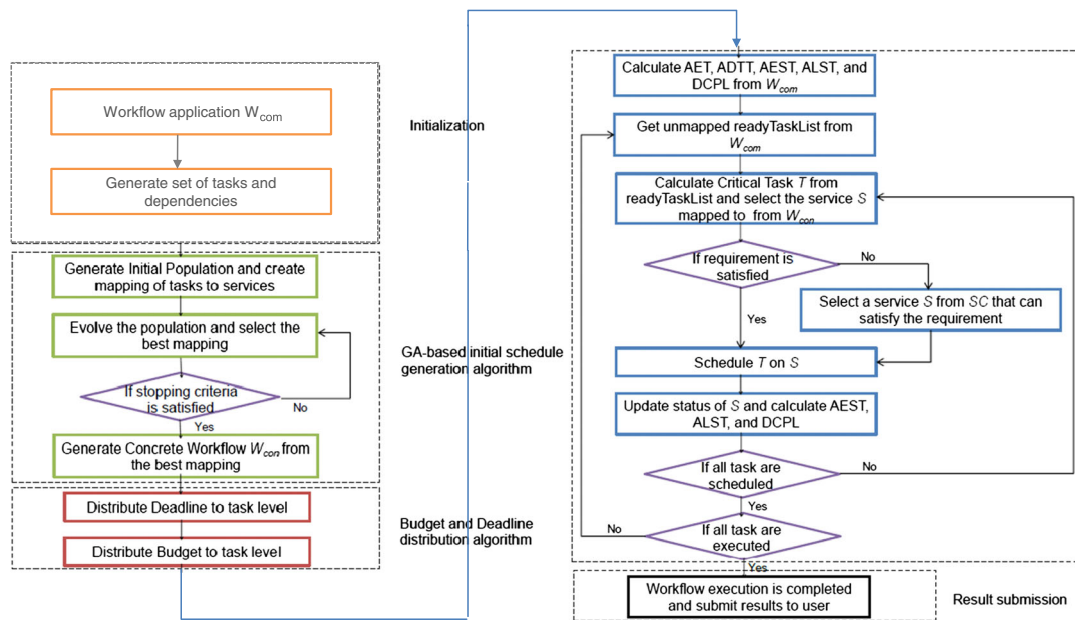 Workflow application W_com
Generate set of tasks and
dependencies
Initialization
Generate Initial Population and create
mapping of tasks to services
Evolve the population and select the
best mapping
If stopping criteria
is satisfied
No
Yes
Generate Concrete Workflow W_con from
the best mapping
GA-based initial schedule
generation algorithm
Distribute Deadline to task level
Distribute Budget to task level
Budget and Deadline
distribution algorithm
Calculate AET, ADTT, AEST, ALST, and
DCPL from W_com
Get unmapped readyTaskList from
W_com
Calculate Critical Task T from
readyTaskList and select the service S
mapped to from W_con
If requirement is
satisfied
No
Select a service S from SC that can
satisfy the requirement
Yes
Schedule T on S
Update status of S and calculate AEST,
ALST, and DCPL
If all task are
scheduled
No
Yes
If all task are
executed
No
Yes
Workflow execution is completed
and submit results to user
Result submission